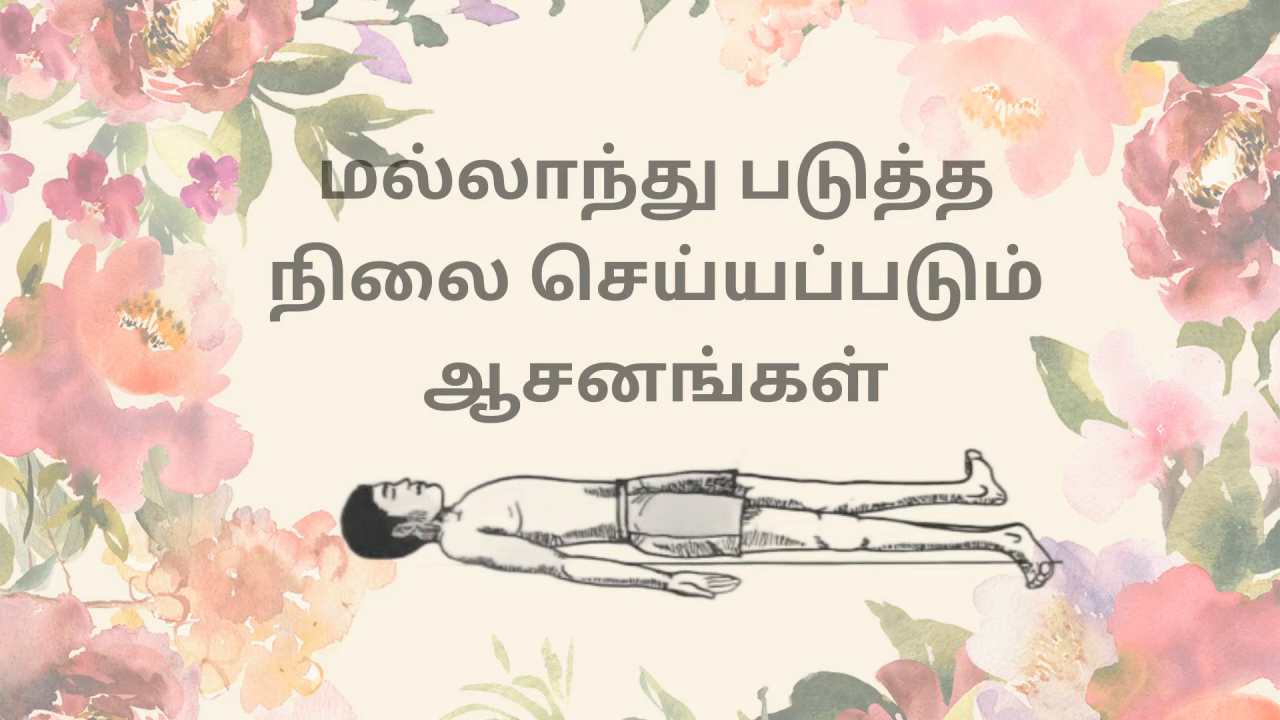 மல்லாந்து படுத்த
நிலை செய்யப்படும்
ஆசனங்கள்